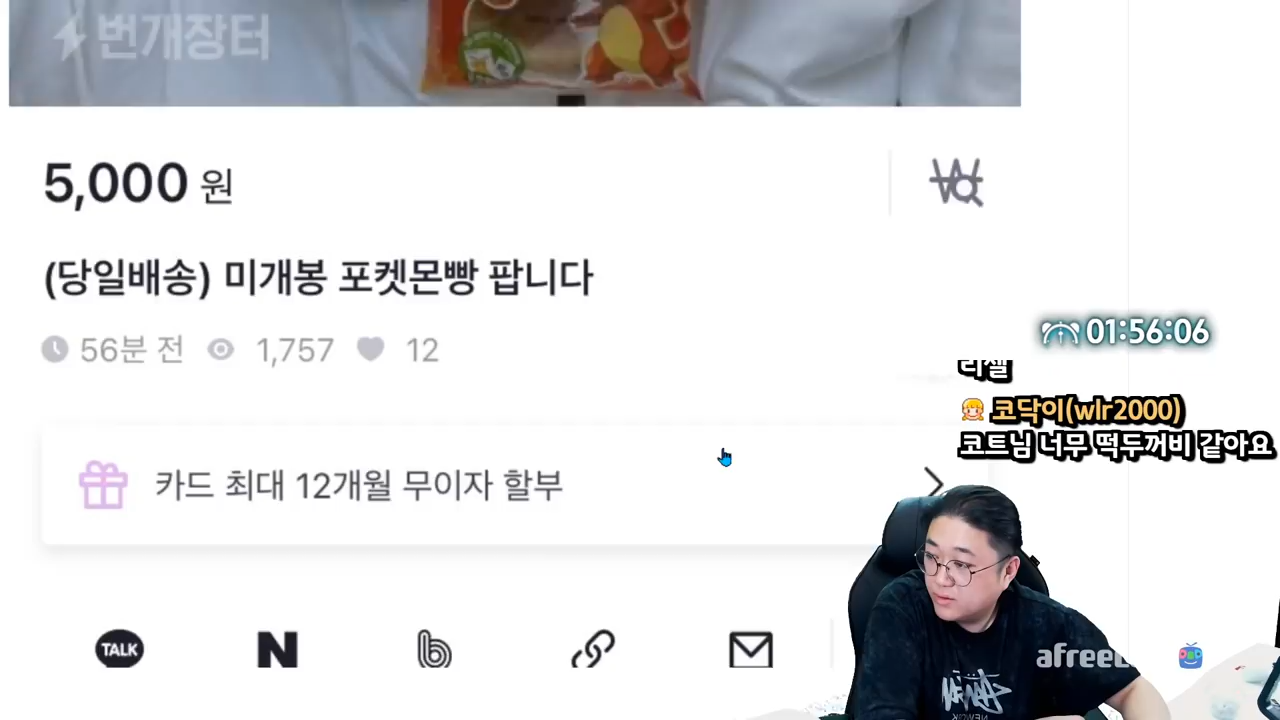 번개장터
5,000 원
(당일배송) 미개봉 포켓몬빵 팝니다
56분 전 1,757 12
01:56:06
리셀
코닥이(wlr2000)
코트님 너무 떡두꺼비 같아요
카드 최대 12개월 무이자 할부
TALK N b
afreec